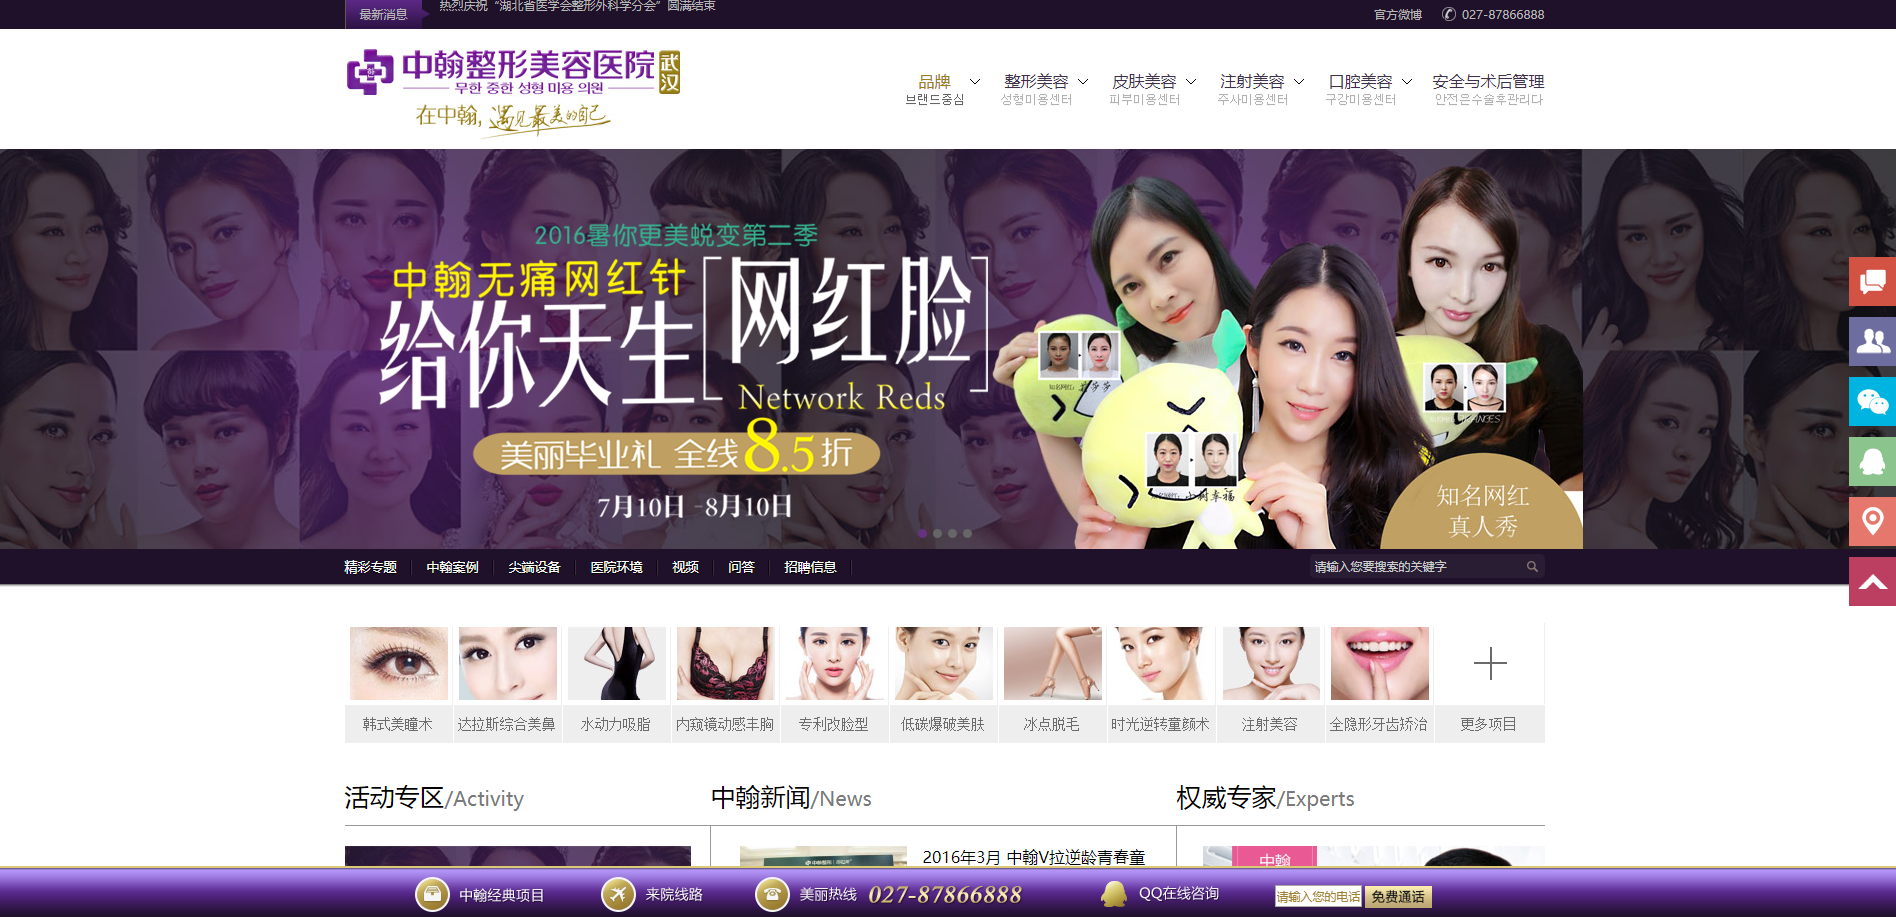 最新消息
热烈庆祝“湖北省医学会整形外科学分会”圆满结束
官方微博
027-87866888
中翰整形美容医院
武汉
무한 중한 성형 미용 의원
在中翰,遇见最美的自己
品牌
整形美容
皮肤美容
注射美容
口腔美容
安全与术后管理
브랜드중심
성형미용센터
피부미용센터
주사미용센터
구강미용센터
안전은수술후관리다
2016暑你更美蜕变第二季
中翰无痛网红针
给你天生
网红脸
Network Reds
美丽毕业礼 全线8.5折
7月10日 -8月10日
知名网红
真人秀
精彩专题
中翰案例
尖端设备
医院环境
视频
问答
招聘信息
请输入您要搜索的关键字
韩式美瞳术
达拉斯综合美鼻
水动力吸脂
内窥镜动感丰胸
专利改脸型
低碳爆破美肤
冰点脱毛
时光逆转童颜术
注射美容
全隐形牙齿矫治
更多项目
活动专区/Activity
中翰新闻/News
权威专家/Experts
2016年3月 中翰V拉逆龄青春童
中翰
中翰经典项目
来院线路
美丽热线
027-87866888
QQ在线咨询
请输入您的电话
免费通话